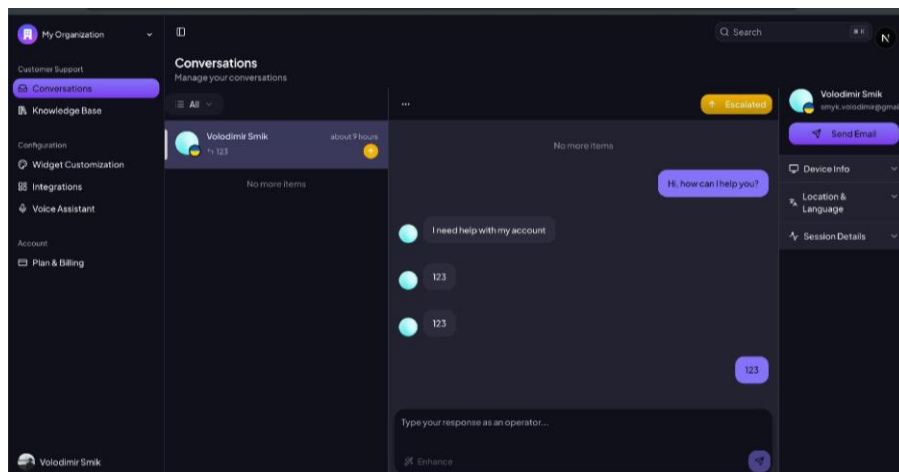 My Organization
Search
⌘ K
N
Customer Support
Conversations
Knowledge Base
Configuration
Widget Customization
Integrations
Voice Assistant
Account
Plan & Billing
Volodimir Smik
Conversations
Manage your conversations
All
Volodimir Smik
about 9 hours
123
No more items
...
Escalated
No more items
Hi, how can I help you?
I need help with my account
123
123
123
Type your response as an operator...
Enhance
Volodimir Smik
smyk.volodimir@gmai
Send Email
Device Info
Location &
Language
Session Details